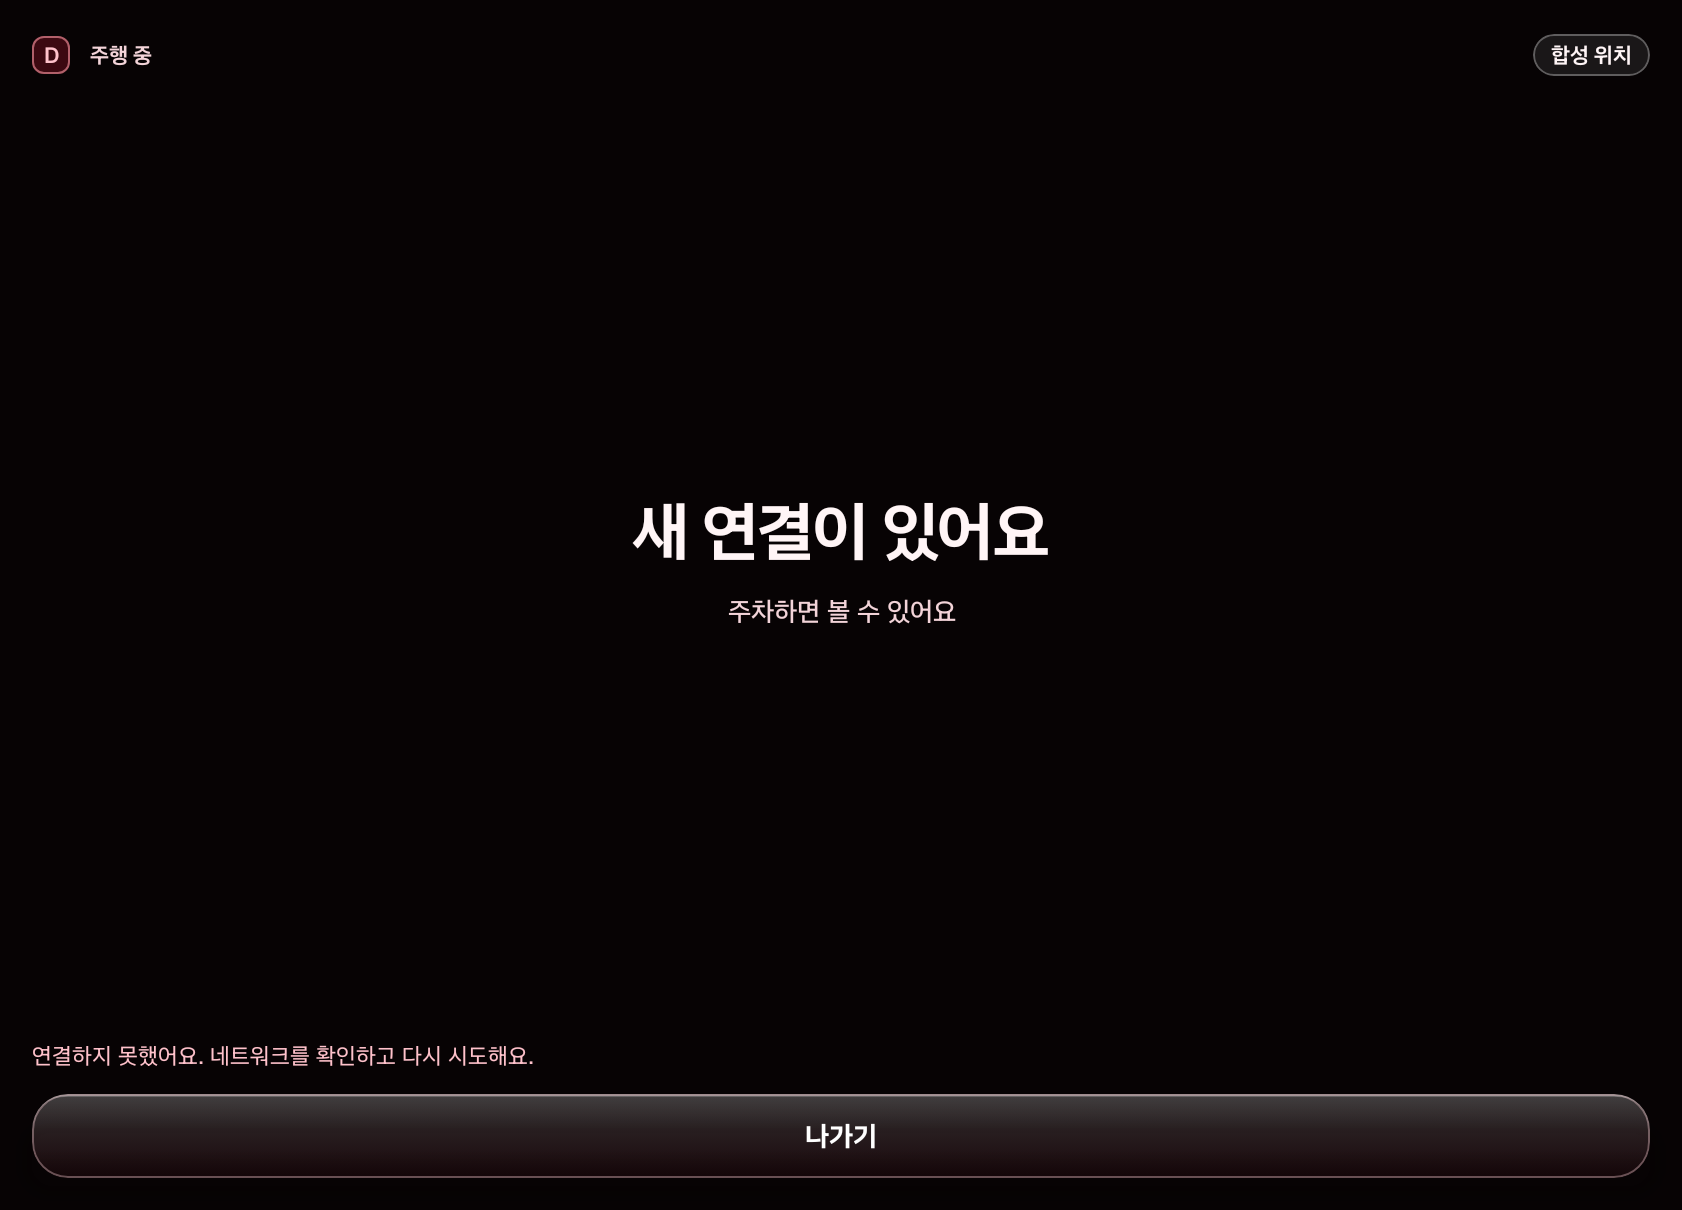 D 주행 중
합성 위치
새 연결이 있어요
주차하면 볼 수 있어요
연결하지 못했어요. 네트워크를 확인하고 다시 시도해요.
나가기